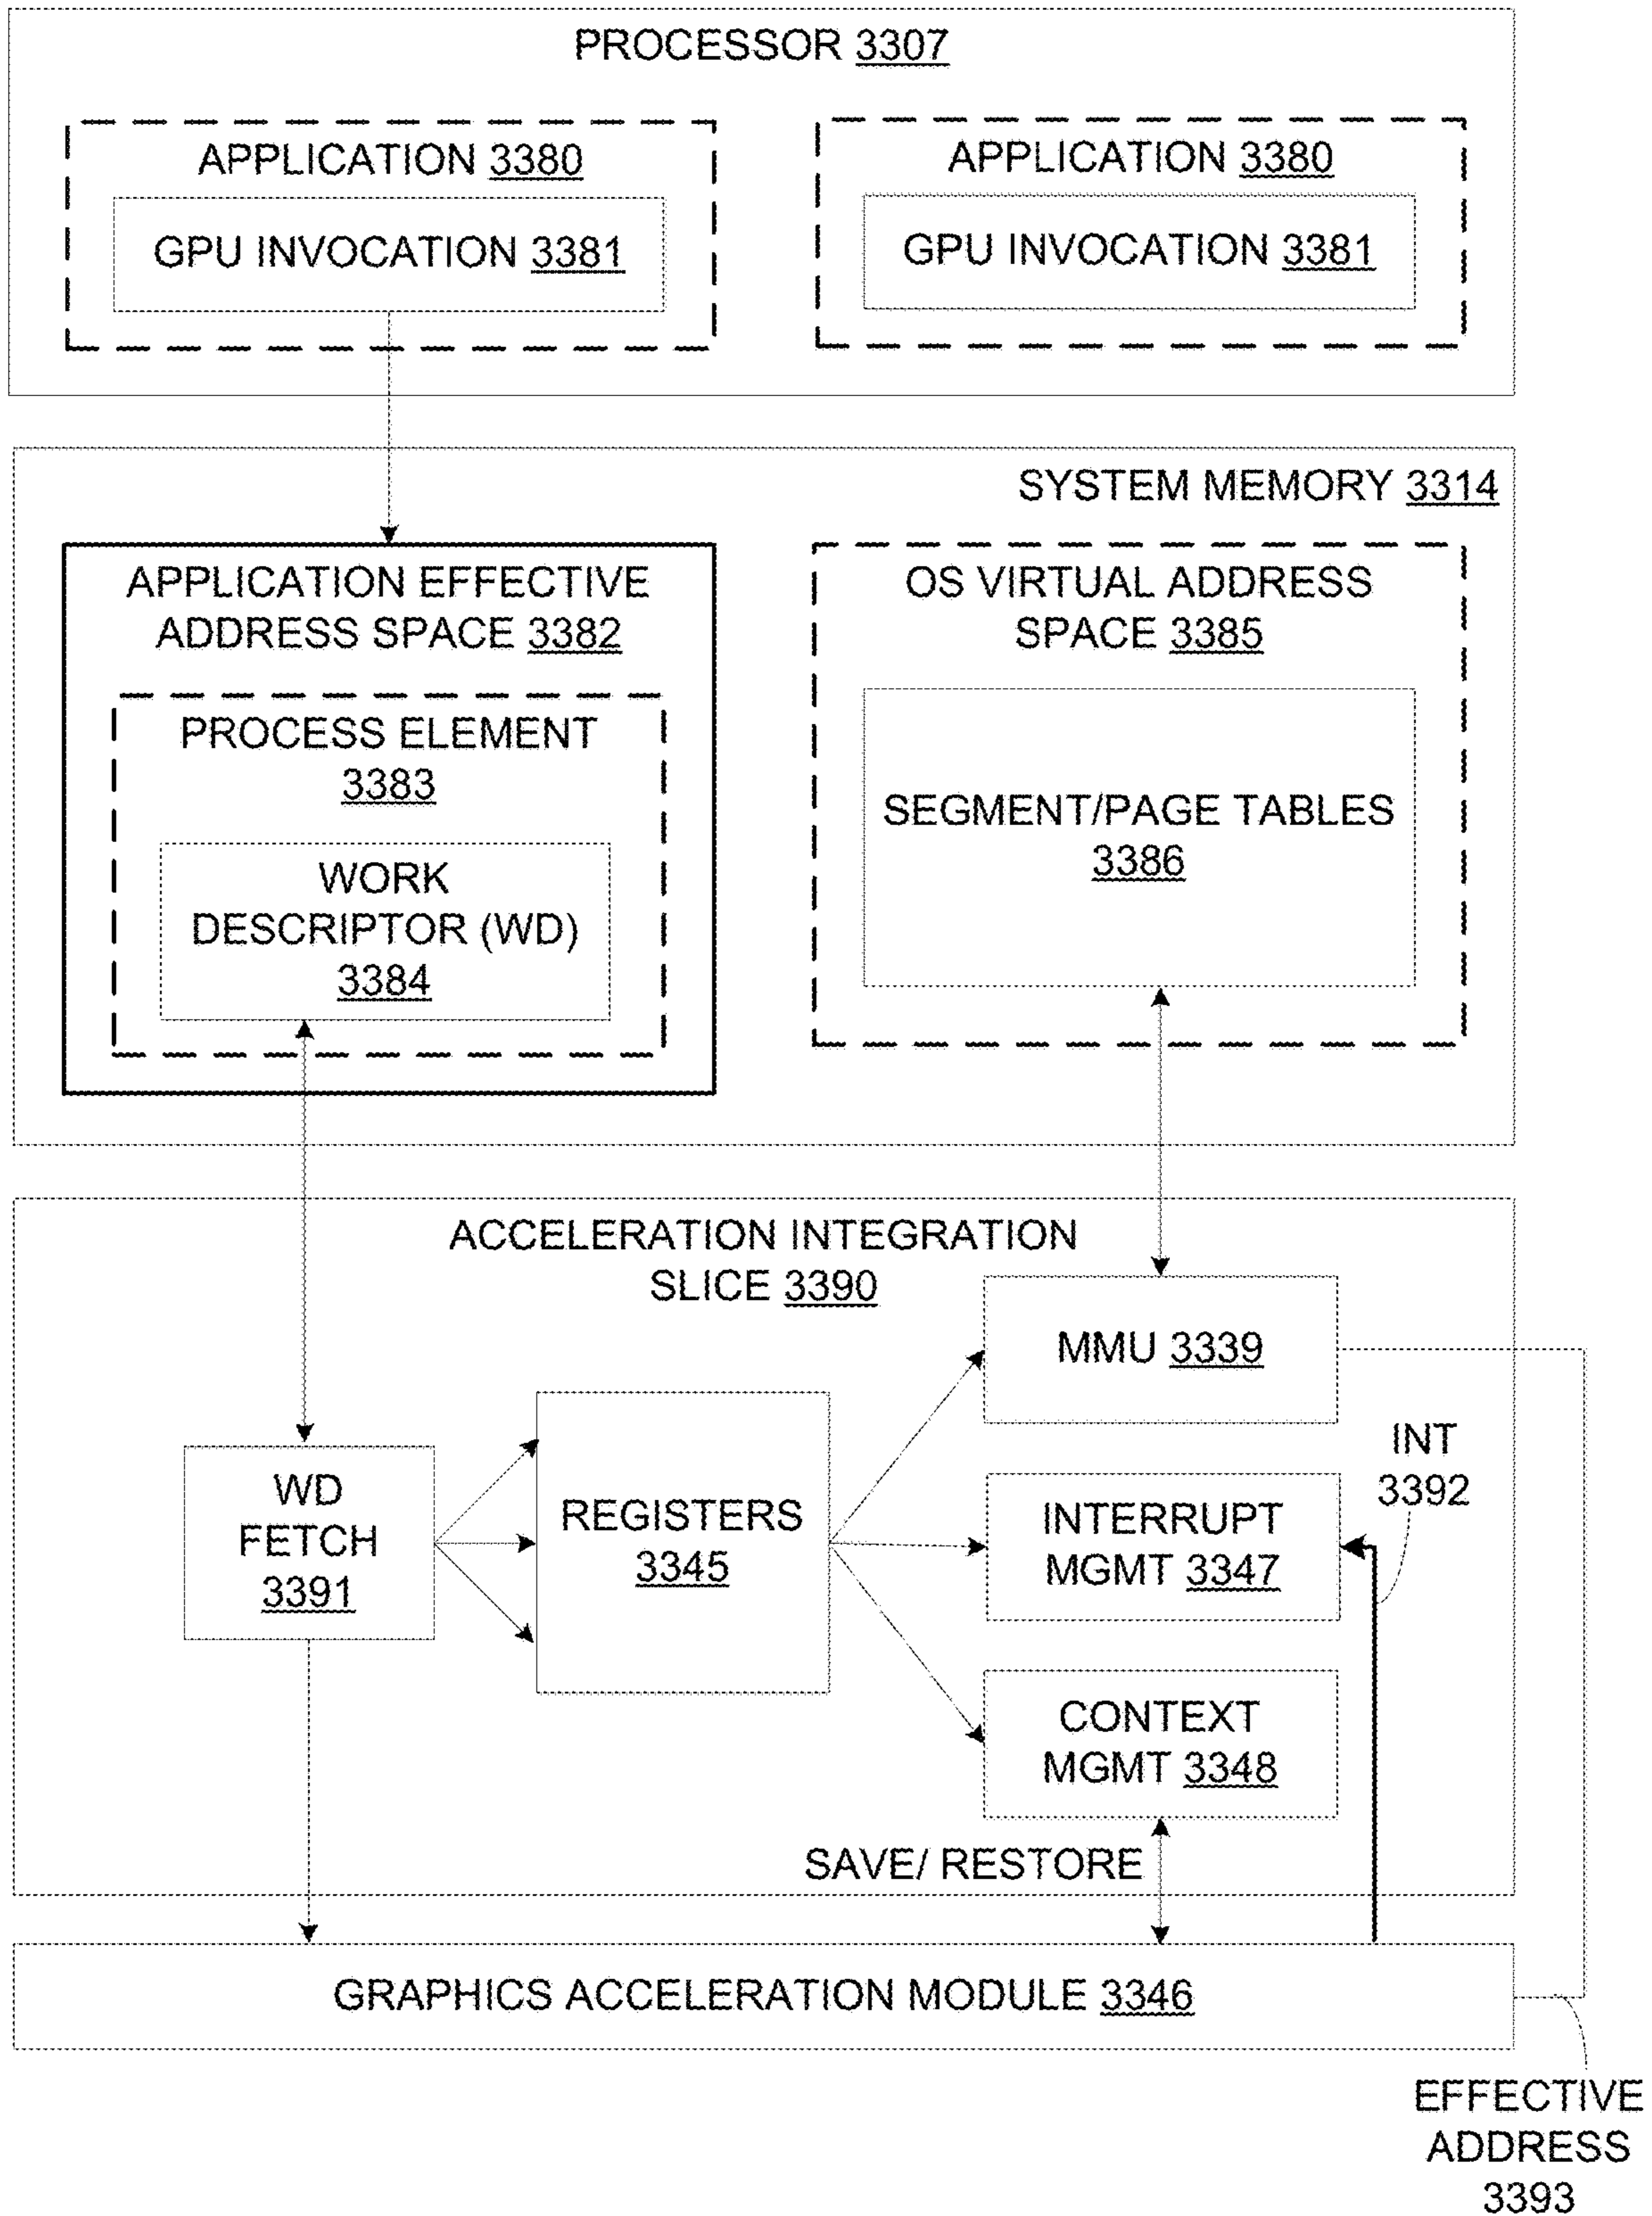 PROCESSOR 3307
APPLICATION 3380
GPU INVOCATION 3381
APPLICATION 3380
GPU INVOCATION 3381
SYSTEM MEMORY 3314
APPLICATION EFFECTIVE
ADDRESS SPACE 3382
PROCESS ELEMENT
3383
WORK
DESCRIPTOR (WD)
3384
OS VIRTUAL ADDRESS
SPACE 3385
SEGMENT/PAGE TABLES
3386
ACCELERATION INTEGRATION
SLICE 3390
WD
FETCH
3391
REGISTERS
3345
MMU 3339
INTERRUPT
MGMT 3347
CONTEXT
MGMT 3348
INT
3392
SAVE/ RESTORE
GRAPHICS ACCELERATION MODULE 3346
EFFECTIVE
ADDRESS
3393